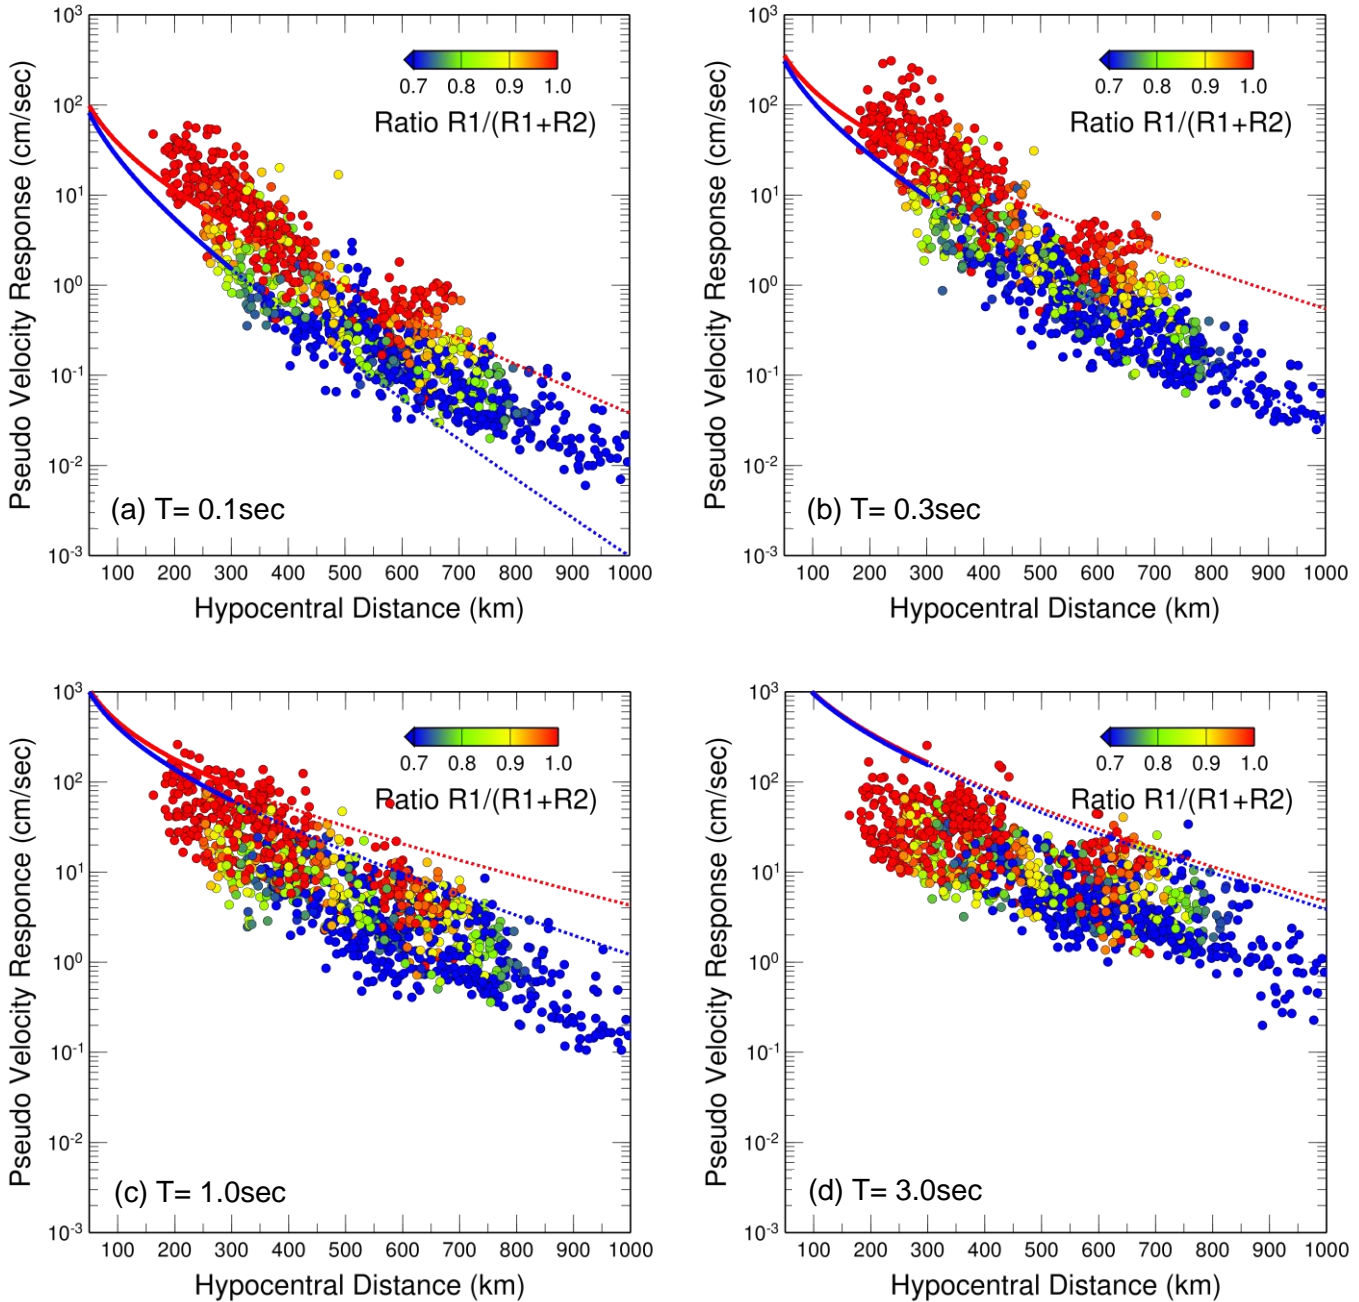 10³
10²
10¹
10⁰
10⁻¹
10⁻²
10⁻³
Pseudo Velocity Response (cm/sec)
0.7 0.8 0.9 1.0
Ratio R1/(R1+R2)
(a) T= 0.1sec
100 200 300 400 500 600 700 800 900 1000
Hypocentral Distance (km)
10³
10²
10¹
10⁰
10⁻¹
10⁻²
10⁻³
Pseudo Velocity Response (cm/sec)
0.7 0.8 0.9 1.0
Ratio R1/(R1+R2)
(b) T= 0.3sec
100 200 300 400 500 600 700 800 900 1000
Hypocentral Distance (km)
10³
10²
10¹
10⁰
10⁻¹
10⁻²
10⁻³
Pseudo Velocity Responce (cm/sec)
0.7 0.8 0.9 1.0
Ratio R1/(R1+R2)
(c) T= 1.0sec
100 200 300 400 500 600 700 800 900 1000
Hypocentral Distance (km)
10³
10²
10¹
10⁰
10⁻¹
10⁻²
10⁻³
Pseudo Velocity Response (cm/sec)
0.7 0.8 0.9 1.0
Ratio R1/(R1+R2)
(d) T= 3.0sec
100 200 300 400 500 600 700 800 900 1000
Hypocentral Distance (km)